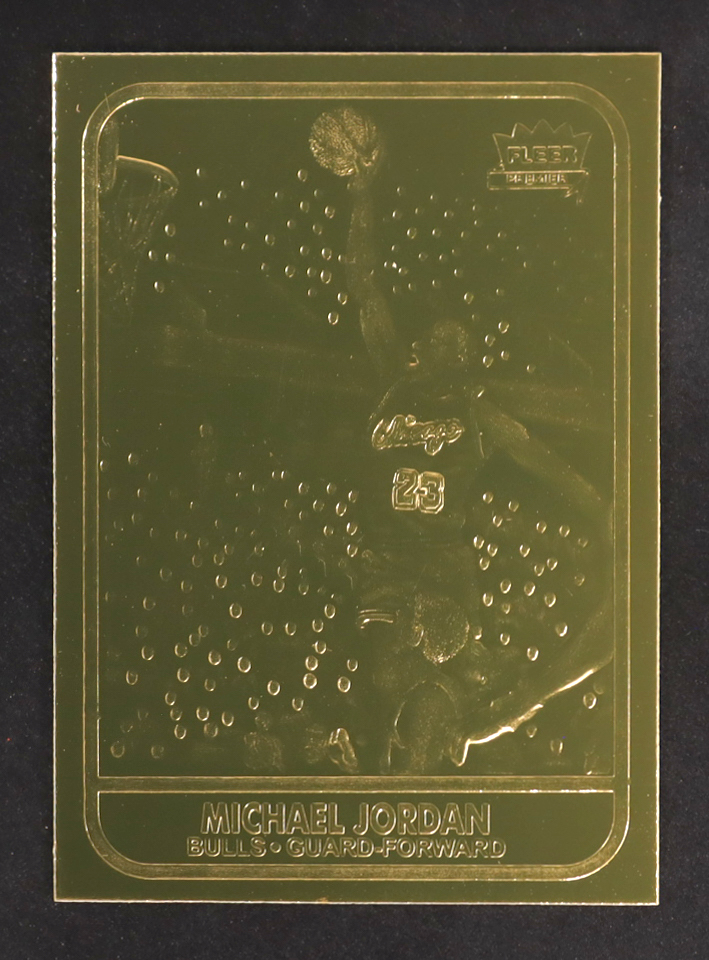 FLEER
PREMIER
Chicago
23
MICHAEL JORDAN
BULLS • GUARD-FORWARD